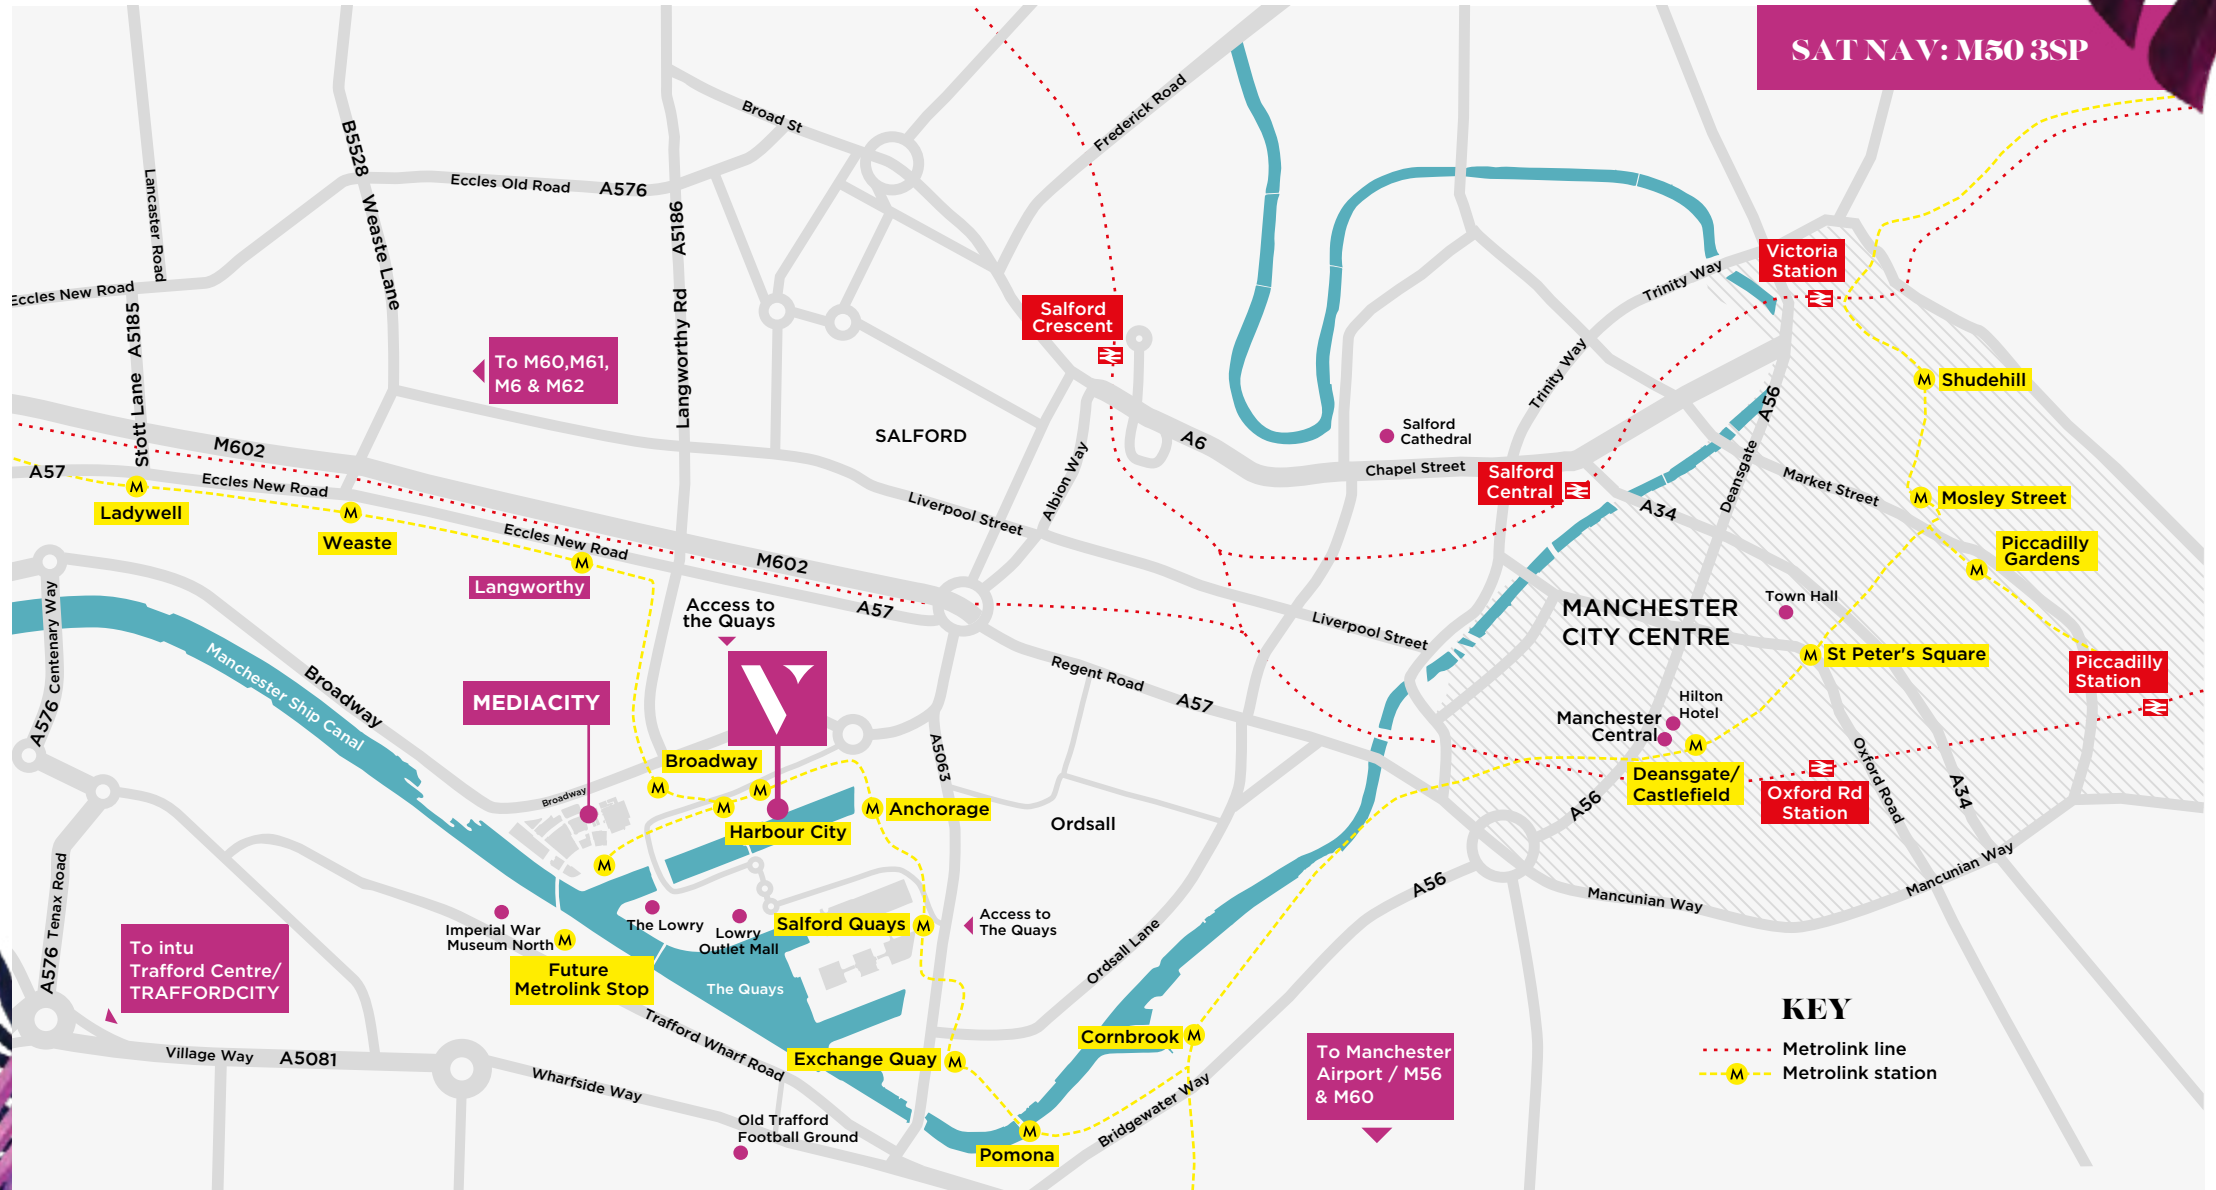 SAT NAV: M50 3SP
Broad St
Frederick Road
B5528
Weaste Lane
Lancaster Road
Eccles Old Road
A576
A5186
Langworthy Rd
Eccles New Road
A5185
Stott Lane
Trinity Way
Victoria
Station
Salford
Crescent
To M60,M61,
M6 & M62
Trinity Way
M Shudehill
A56
SALFORD
Salford
Cathedral
A6
Chapel Street
Salford
Central
Deansgate
Market Street
M602
A57
Eccles New Road
M
Ladywell
M
Weaste
Liverpool Street
Albion Way
A34
M Mosley Street
Eccles New Road
M
Langworthy
M602
A57
Piccadilly
Gardens
M
Access to
the Quays
MANCHESTER
CITY CENTRE
Town Hall
Liverpool Street
M St Peter's Square
Piccadilly
Station
A576 Centenary Way
Manchester Ship Canal
Broadway
MEDIACITY
V
Regent Road
A57
Hilton
Hotel
Manchester
Central
M
Deansgate/
Castlefield
Oxford Rd
Station
Oxford Road
A34
A5063
Broadway
M
M
M
Broadway
Harbour City
M Anchorage
M
Ordsall
A56
A56
Mancunian Way
Mancunian Way
A576 Tenax Road
Imperial War
Museum North
M
The Lowry
Lowry
Outlet Mall
Salford Quays M
Access to
The Quays
Ordsall Lane
To intu
Trafford Centre/
TRAFFORDCITY
Future
Metrolink Stop
The Quays
Trafford Wharf Road
Village Way
A5081
Wharfside Way
Exchange Quay M
Cornbrook M
Bridgewater Way
Old Trafford
Football Ground
M
Pomona
To Manchester
Airport / M56
& M60
KEY
Metrolink line
M Metrolink station